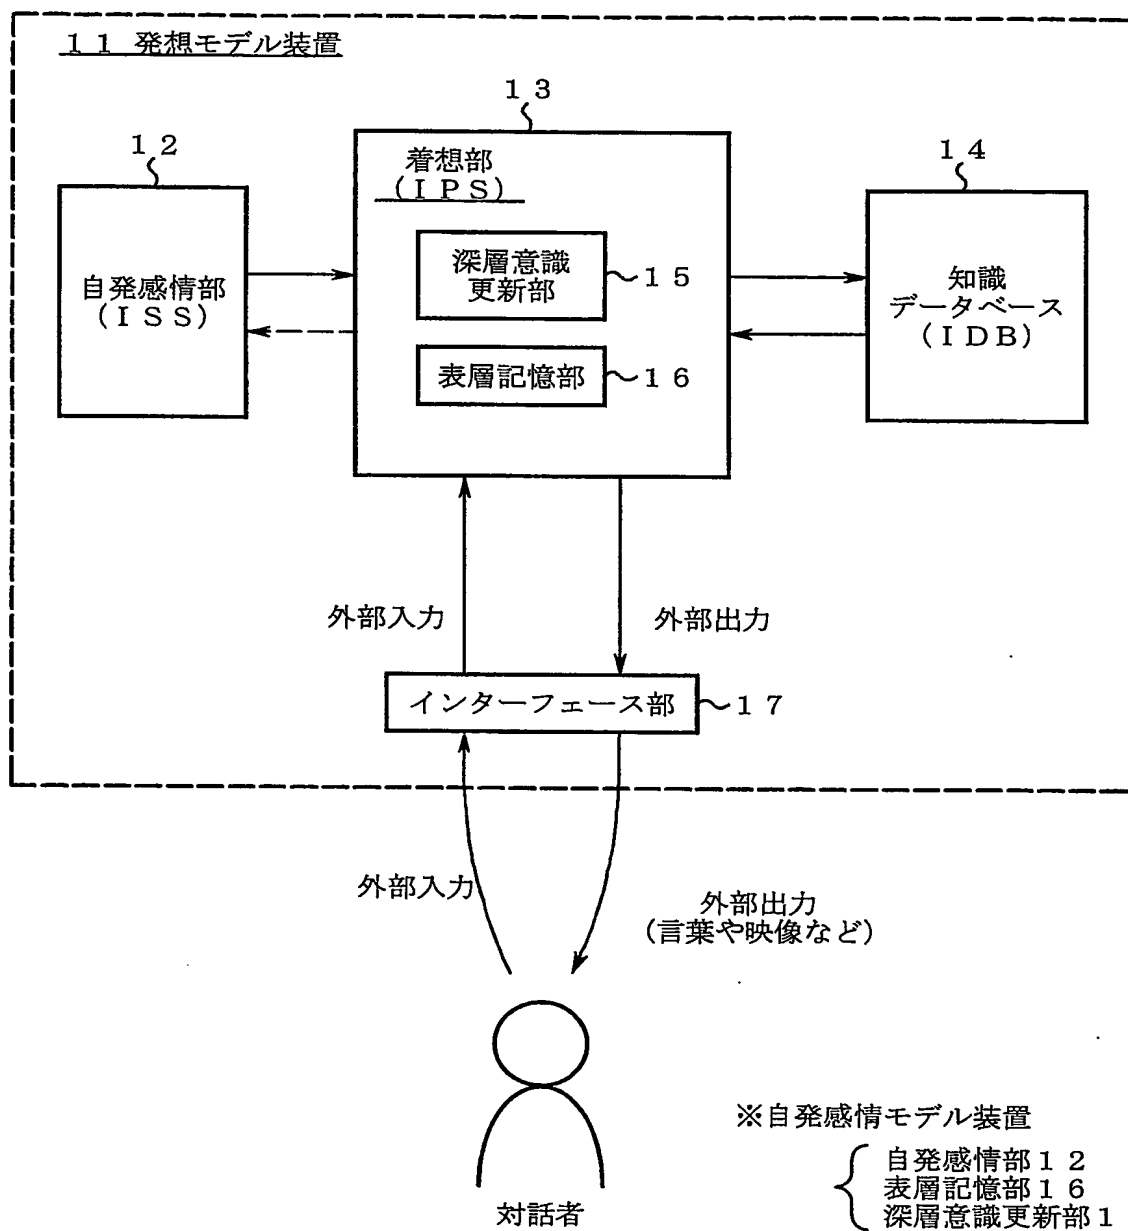 １１ 発想モデル装置
１２
自発感情部
（ＩＳＳ）
１３
着想部
（ＩＰＳ）
深層意識
更新部
１５
表層記憶部
１６
１４
知識
データベース
（ＩＤＢ）
外部入力
外部出力
インターフェース部
１７
外部入力
外部出力
（言葉や映像など）
対話者
※自発感情モデル装置
自発感情部１２
表層記憶部１６
深層意識更新部１